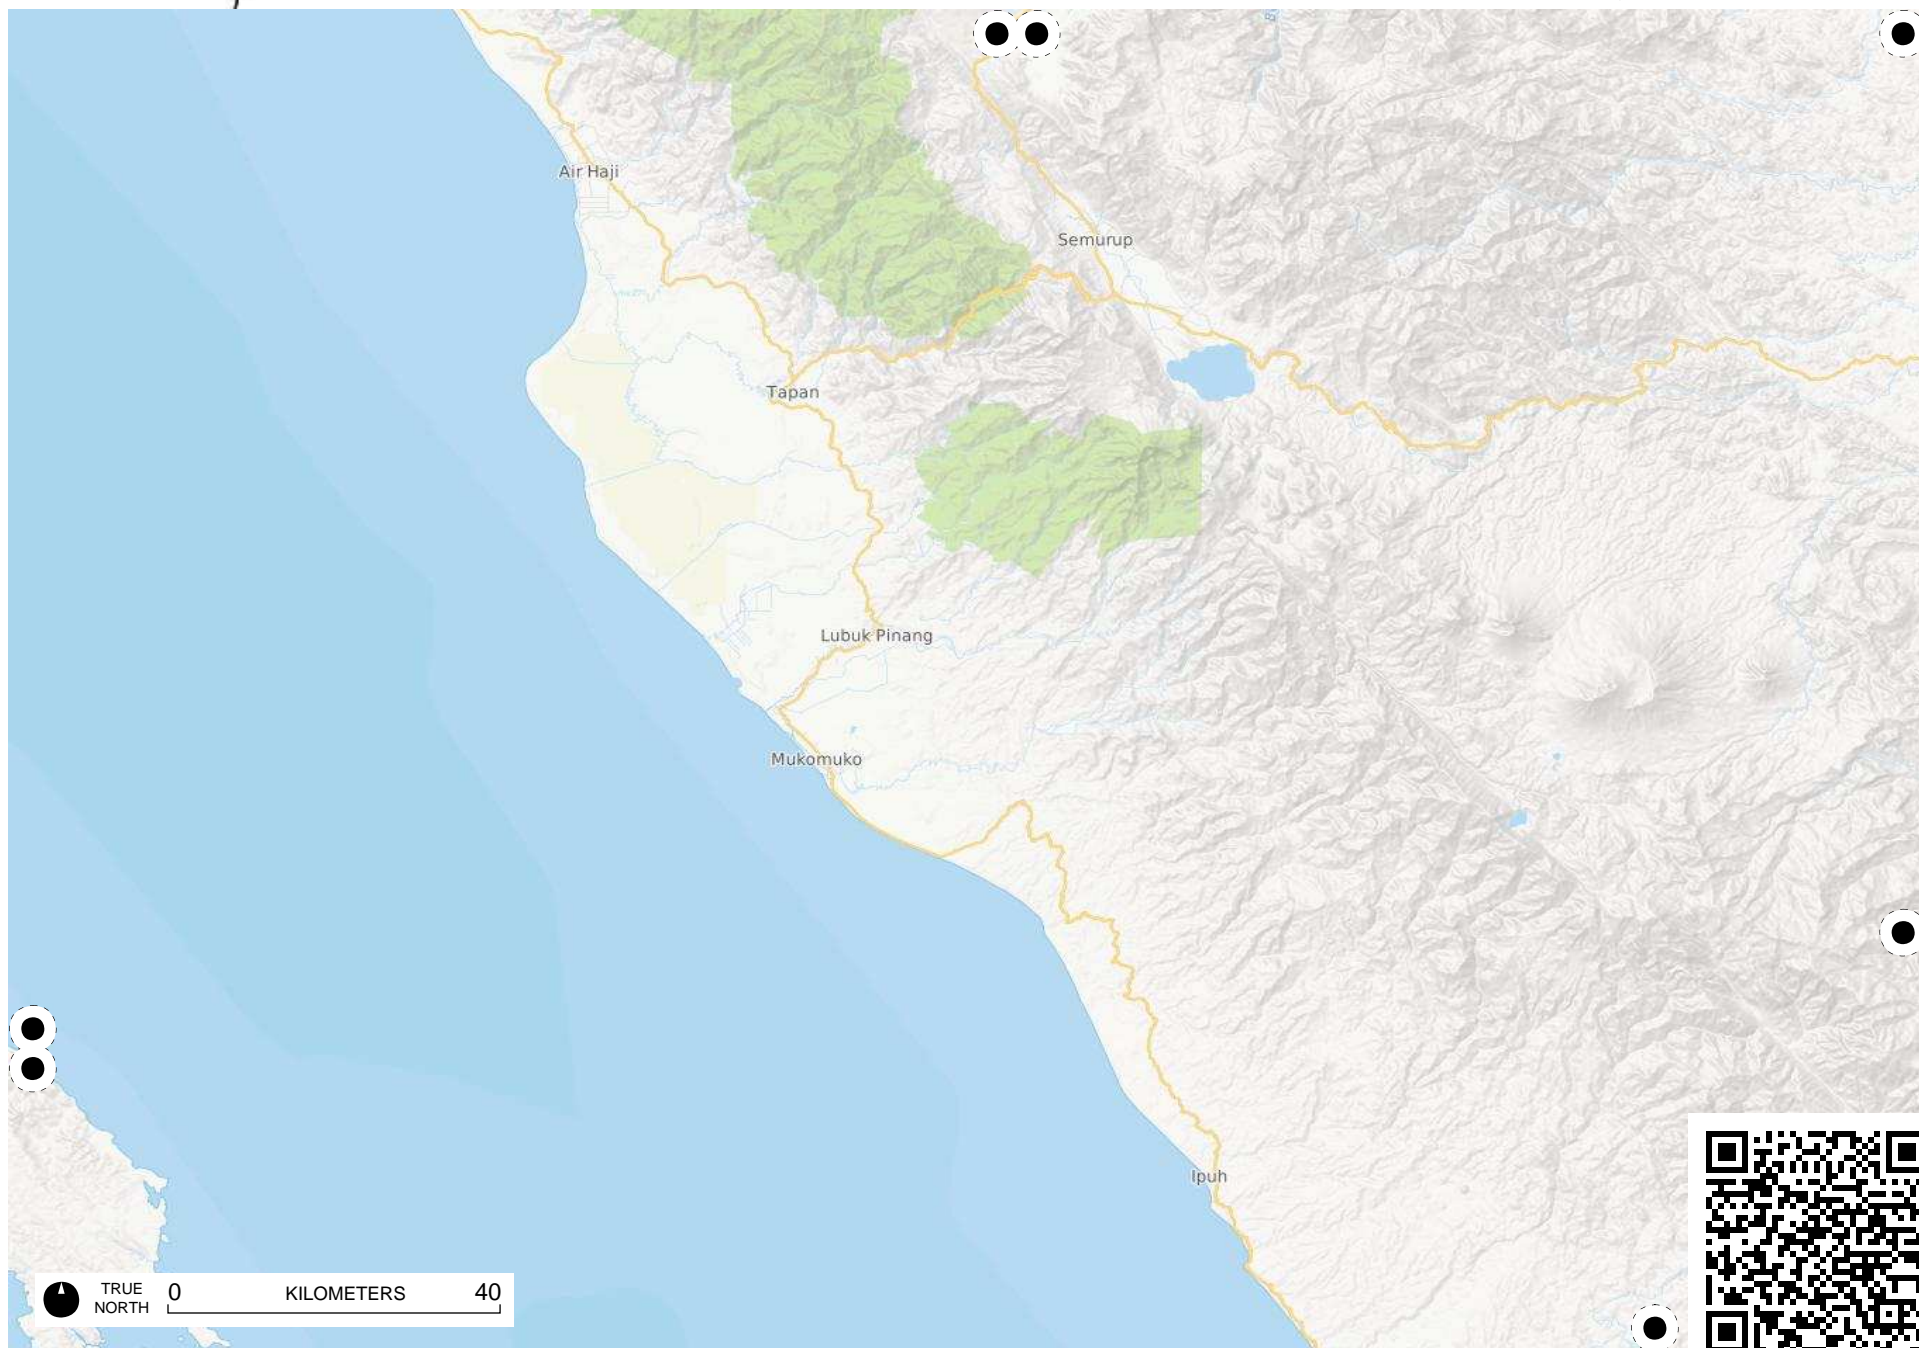 Air Haji
Semurup
Tapan
Lubuk Pinang
Mukomuko
Ipuh
TRUE
NORTH
0 KILOMETERS 40